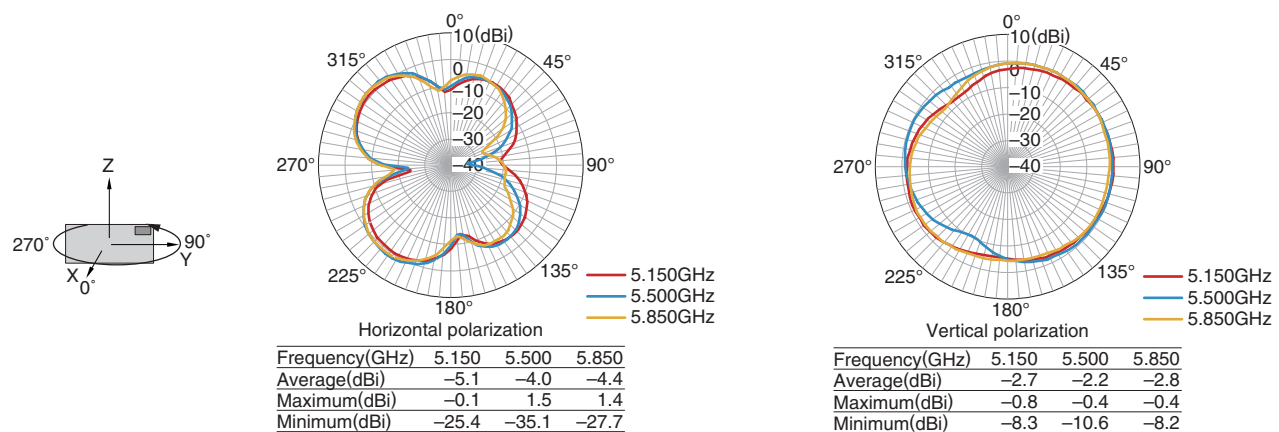 Z
270°
90°
Y
X
0°
0°
10(dBi)
315°
45°
0
−10
−20
−30
−40
270°
90°
225°
135°
180°
5.150GHz
5.500GHz
5.850GHz
Horizontal polarization
Frequency(GHz) 5.150 5.500 5.850
Average(dBi) −5.1 −4.0 −4.4
Maximum(dBi) −0.1 1.5 1.4
Minimum(dBi) −25.4 −35.1 −27.7
0°
10(dBi)
315°
45°
0
−10
−20
−30
−40
270°
90°
225°
135°
180°
5.150GHz
5.500GHz
5.850GHz
Vertical polarization
Frequency(GHz) 5.150 5.500 5.850
Average(dBi) −2.7 −2.2 −2.8
Maximum(dBi) −0.8 −0.4 −0.4
Minimum(dBi) −8.3 −10.6 −8.2